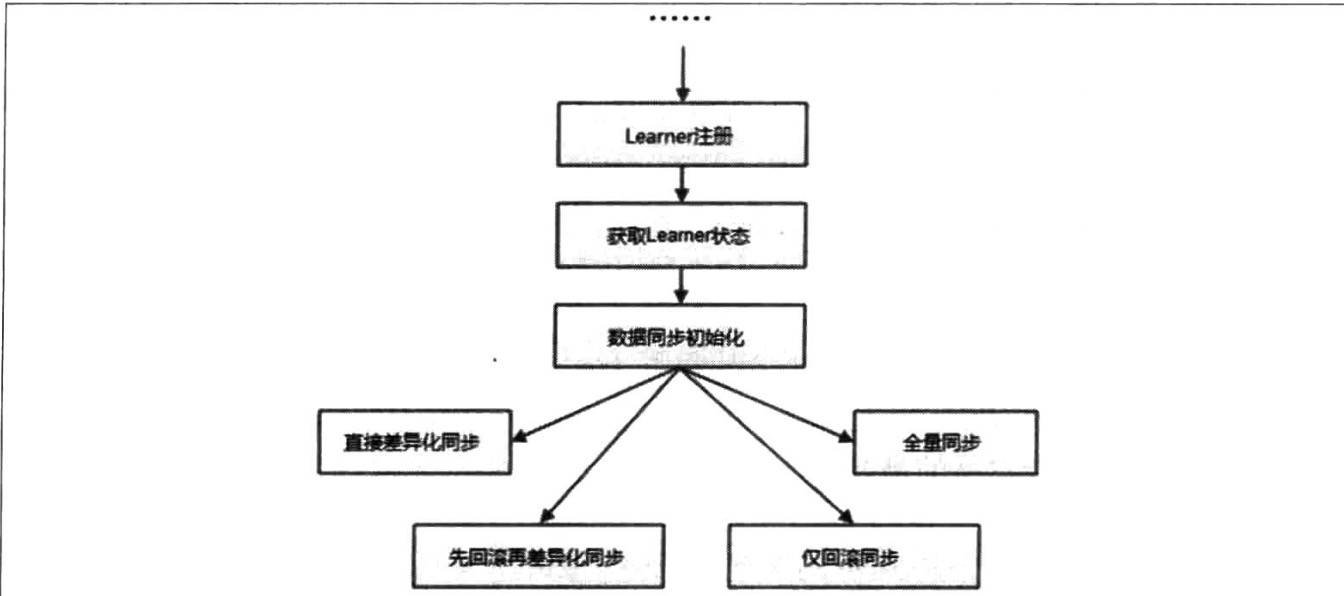 ......
Learner注册
获取Learner状态
数据同步初始化
直接差异化同步
全量同步
先回滚再差异化同步
仅回滚同步